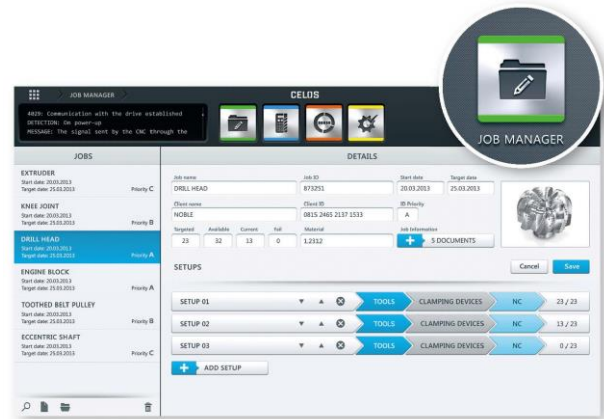 JOB MANAGER
JOB MANAGER
CELOS
4029: Communication with the drive established
DETECTION: On power-up
MESSAGE: The signal sent by the CNC through the
JOBS
EXTRUDER
Start date: 20.03.2013
Target date: 25.03.2013 Priority C
KNEE JOINT
Start date: 20.03.2013
Target date: 25.03.2013 Priority B
DRILL HEAD
Start date: 20.03.2013
Target date: 25.03.2013 Priority A
ENGINE BLOCK
Start date: 20.03.2013
Target date: 25.03.2013 Priority A
TOOTHED BELT PULLEY
Start date: 20.03.2013
Target date: 25.03.2013 Priority B
ECCENTRIC SHAFT
Start date: 20.03.2013
Target date: 25.03.2013 Priority C
DETAILS
Job name Job ID Start date Target date
DRILL HEAD 873251 20.03.2013 25.03.2013
Client name Client ID ID Priority
NOBLE 0815 2465 2137 1533 A
Targeted Available Current Fail Material Job Information
23 32 13 0 1.2312 5 DOCUMENTS
SETUPS Cancel Save
SETUP 01 TOOLS CLAMPING DEVICES NC 23 / 23
SETUP 02 TOOLS CLAMPING DEVICES NC 13 / 23
SETUP 03 TOOLS CLAMPING DEVICES NC 0 / 23
ADD SETUP